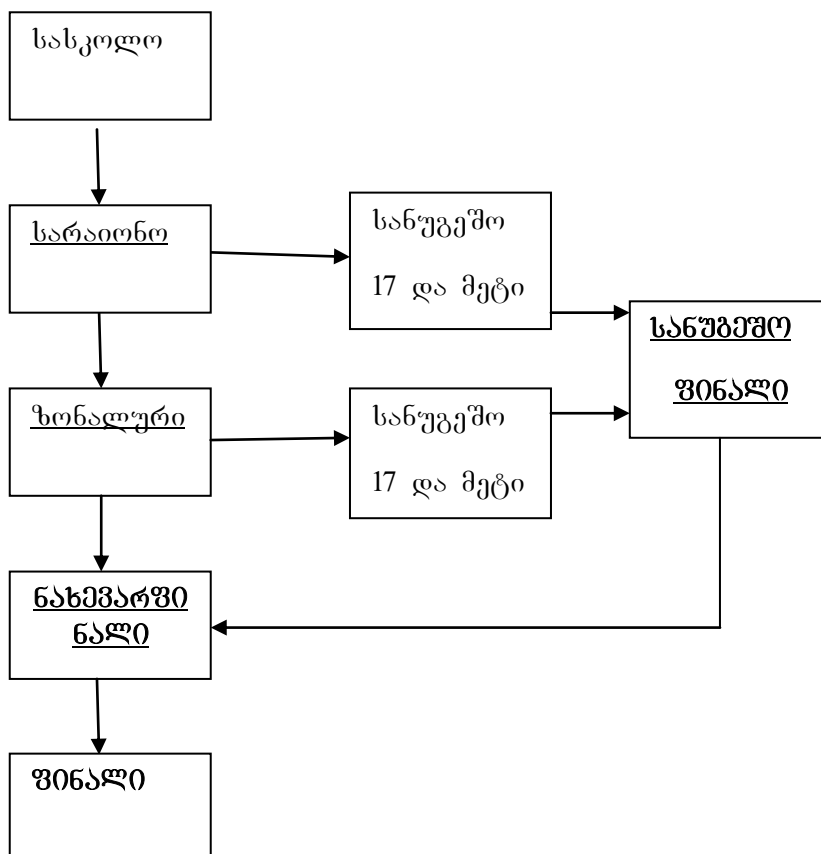 სასკოლო
სარაიონო
სანუგეშო
17 და მეტი
სანუგეშო
ფინალი
ზონალური
სანუგეშო
17 და მეტი
ნახევარფი
ნალი
ფინალი